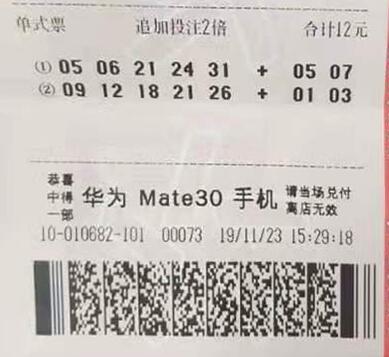 单式票 追加投注2倍 合计12元
① 05 06 21 24 31 + 05 07
② 09 12 18 21 26 + 01 03
恭喜
中得
一部
华为 Mate30 手机
请当场兑付
离店无效
10-010682-101 00073 19/11/23 15:29:18